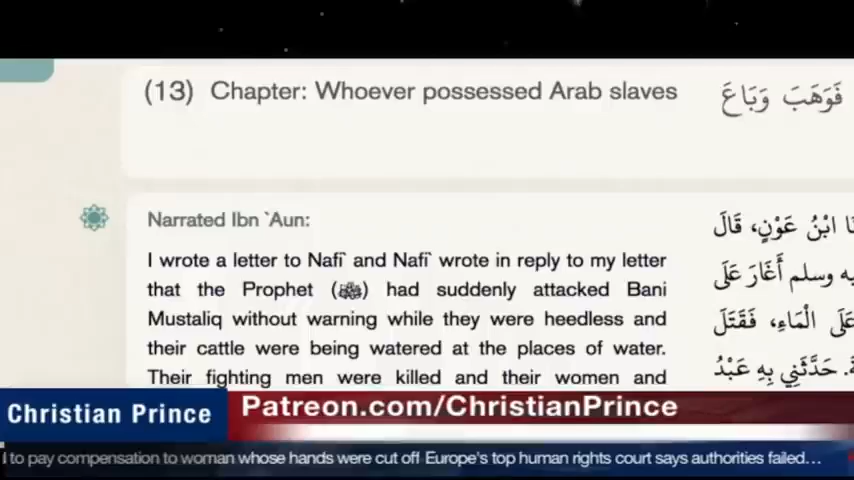 (13) Chapter: Whoever possessed Arab slaves
فَوَهَبَ وَبَاعَ
Narrated Ibn `Aun:
I wrote a letter to Nafi` and Nafi` wrote in reply to my letter
that the Prophet (ﷺ) had suddenly attacked Bani
Mustaliq without warning while they were heedless and
their cattle were being watered at the places of water.
Their fighting men were killed and their women and
ابْنُ عَوْنٍ، قَالَ
يه وسلم أَغَارَ عَلَى
عَلَى الْمَاءِ، فَقَتَلَ
حَدَّثَنِي بِهِ عَبْدُ
Christian Prince
Patreon.com/ChristianPrince
to pay compensation to woman whose hands were cut off Europe's top human rights court says authorities failed...